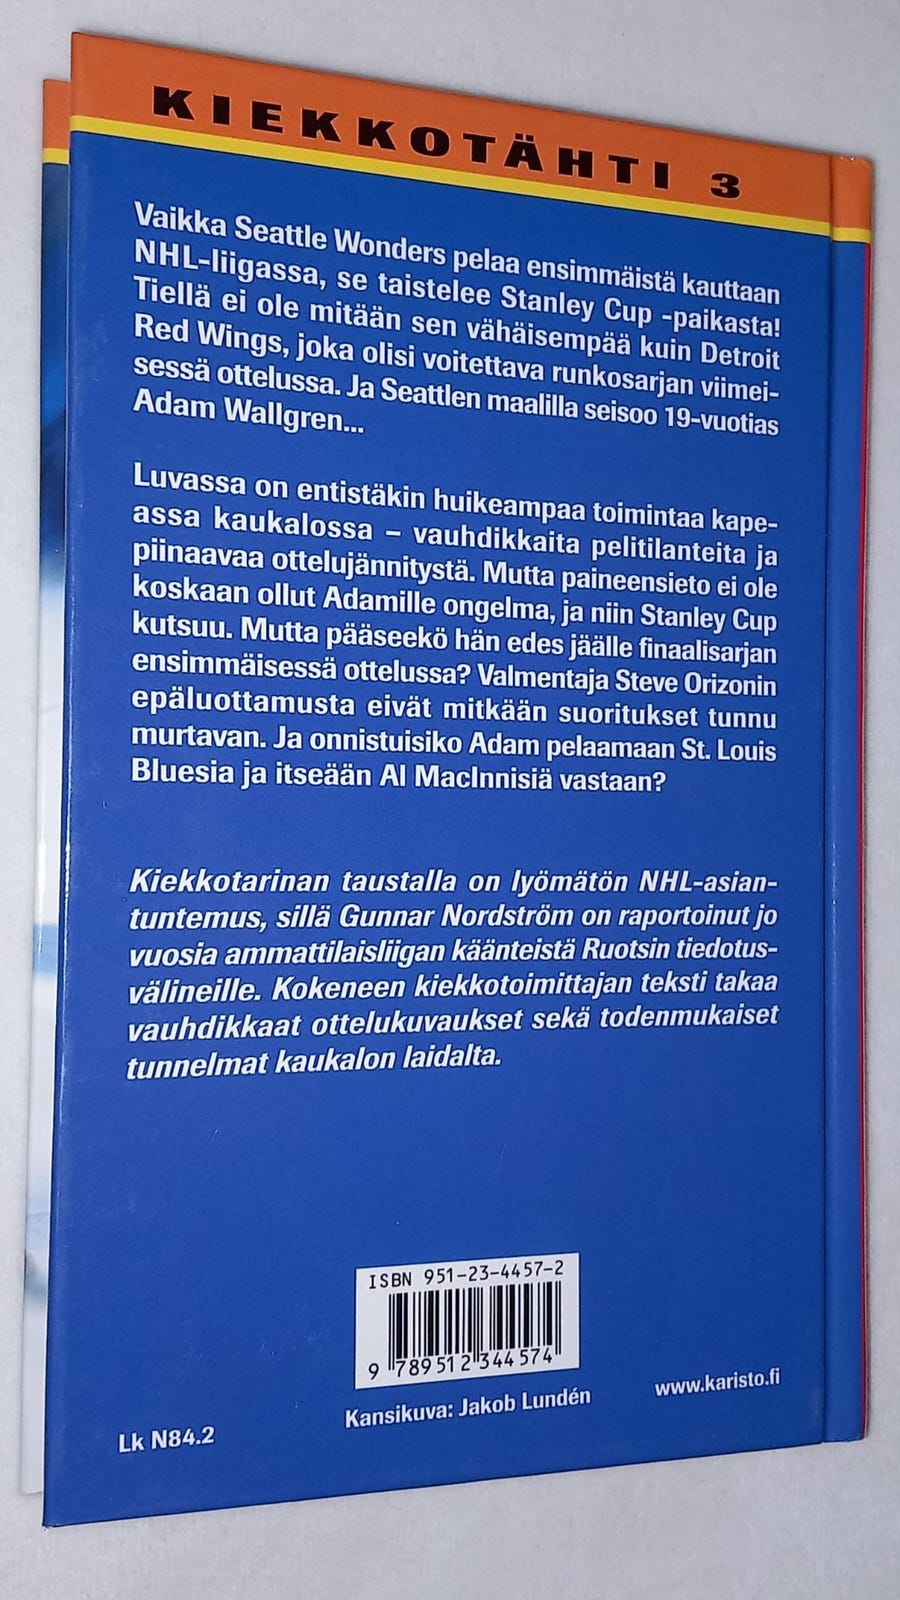 KIEKKOTÄHTI 3
Vaikka Seattle Wonders pelaa ensimmäistä kauttaan
NHL-liigassa, se taistelee Stanley Cup -paikasta!
Tiellä ei ole mitään sen vähäisempää kuin Detroit
Red Wings, joka olisi voitettava runkosarjan viimei-
sessä ottelussa. Ja Seattlen maalilla seisoo 19-vuotias
Adam Wallgren...
Luvassa on entistäkin huikeampaa toimintaa kape-
assa kaukalossa – vauhdikkaita pelitilanteita ja
piinaavaa ottelujännitystä. Mutta paineensieto ei ole
koskaan ollut Adamille ongelma, ja niin Stanley Cup
kutsuu. Mutta pääseekö hän edes jäälle finaalisarjan
ensimmäisessä ottelussa? Valmentaja Steve Orizonin
epäluottamusta eivät mitkään suoritukset tunnu
murtavan. Ja onnistuisiko Adam pelaamaan St. Louis
Bluesia ja itseään Al MacInnisiä vastaan?
Kiekkotarinan taustalla on lyömätön NHL-asian-
tuntemus, sillä Gunnar Nordström on raportoinut jo
vuosia ammattilaisliigan käänteistä Ruotsin tiedotus-
välineille. Kokeneen kiekkotoimittajan teksti takaa
vauhdikkaat ottelukuvaukset sekä todenmukaiset
tunnelmat kaukalon laidalta.
ISBN 951-23-4457-2
9 789512 344574
Kansikuva: Jakob Lundén
www.karisto.fi
Lk N84.2